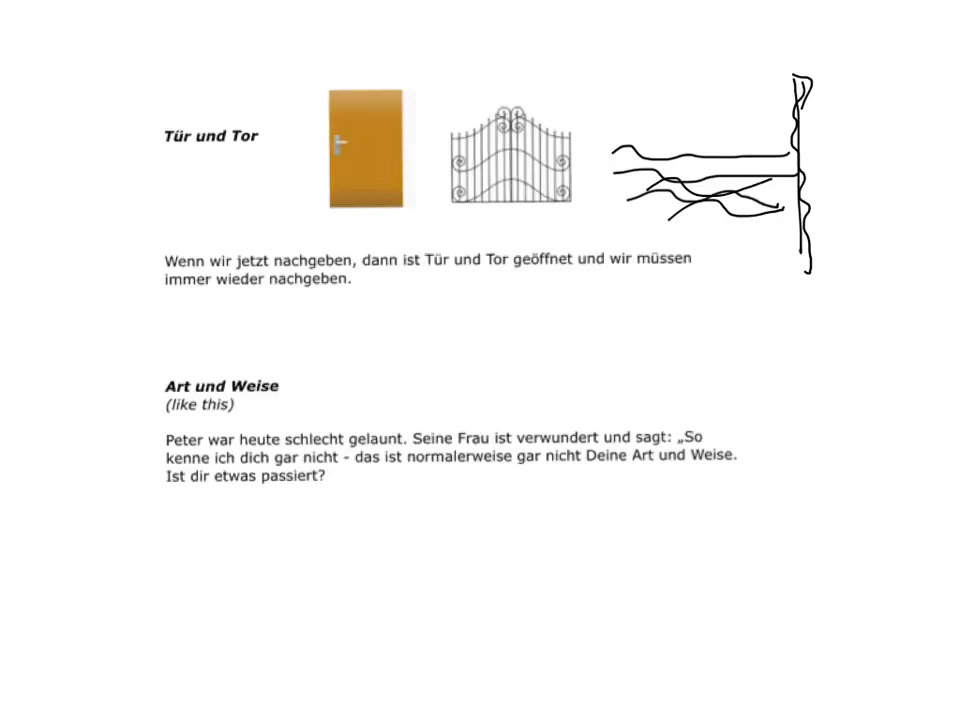 Tür und Tor
Wenn wir jetzt nachgeben, dann ist Tür und Tor geöffnet und wir müssen
immer wieder nachgeben.
Art und Weise
(like this)
Peter war heute schlecht gelaunt. Seine Frau ist verwundert und sagt: „So
kenne ich dich gar nicht - das ist normalerweise gar nicht Deine Art und Weise.
Ist dir etwas passiert?